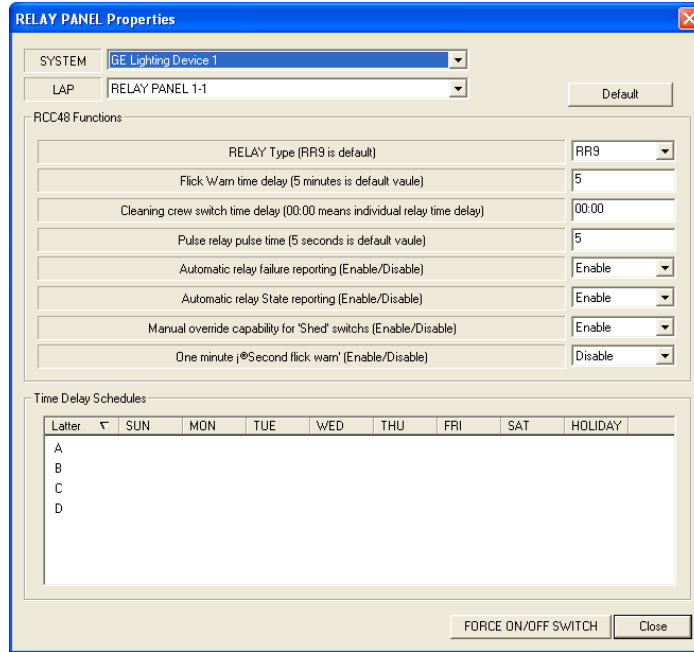 RELAY PANEL Properties
SYSTEM GE Lighting Device 1
LAP RELAY PANEL 1-1 Default
RCC48 Functions
RELAY Type (RR9 is default) RR9
Flick Warn time delay (5 minutes is default vaule) 5
Cleaning crew switch time delay (00:00 means individual relay time delay) 00:00
Pulse relay pulse time (5 seconds is default vaule) 5
Automatic relay failure reporting (Enable/Disable) Enable
Automatic relay State reporting (Enable/Disable) Enable
Manual override capability for 'Shed' switchs (Enable/Disable) Enable
One minute ¡®Second flick warn' (Enable/Disable) Disable
Time Delay Schedules
Latter SUN MON TUE WED THU FRI SAT HOLIDAY
A
B
C
D
FORCE ON/OFF SWITCH Close